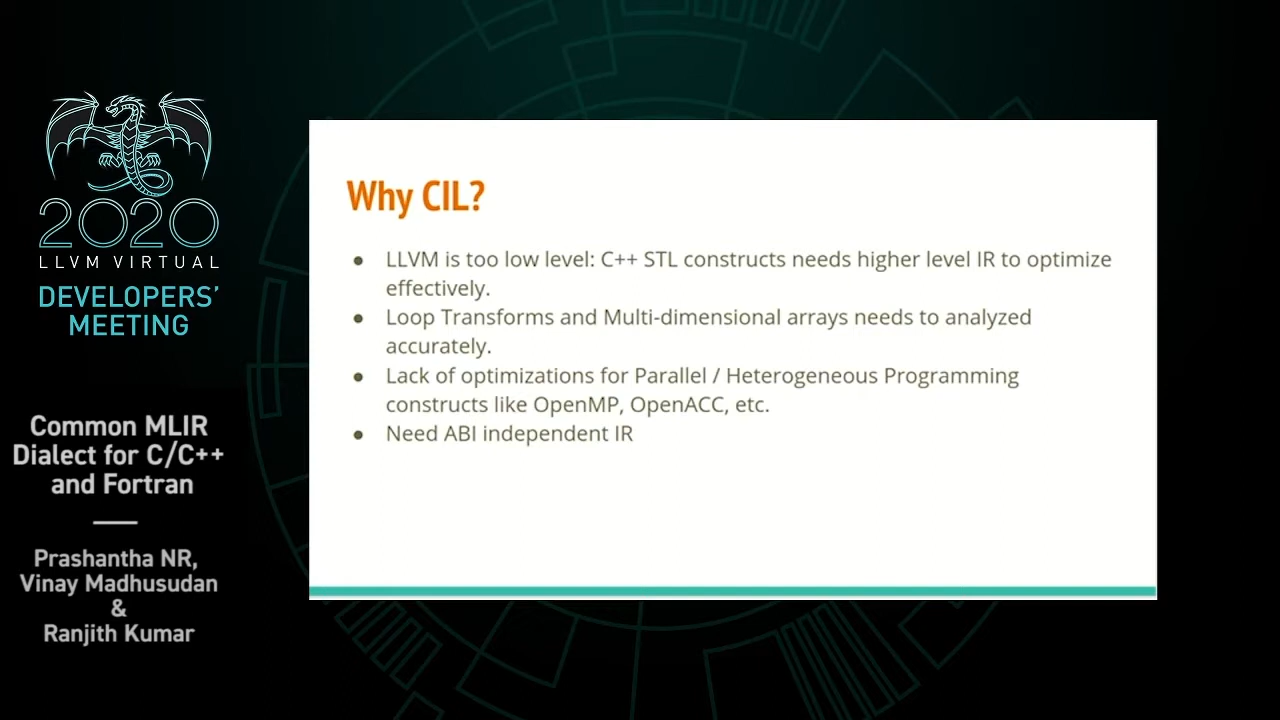 2020
LLVM VIRTUAL
DEVELOPERS’
MEETING
Common MLIR
Dialect for C/C++
and Fortran
Prashantha NR,
Vinay Madhusudan
&
Ranjith Kumar
Why CIL?
● LLVM is too low level: C++ STL constructs needs higher level IR to optimize
effectively.
● Loop Transforms and Multi-dimensional arrays needs to analyzed
accurately.
● Lack of optimizations for Parallel / Heterogeneous Programming
constructs like OpenMP, OpenACC, etc.
● Need ABI independent IR